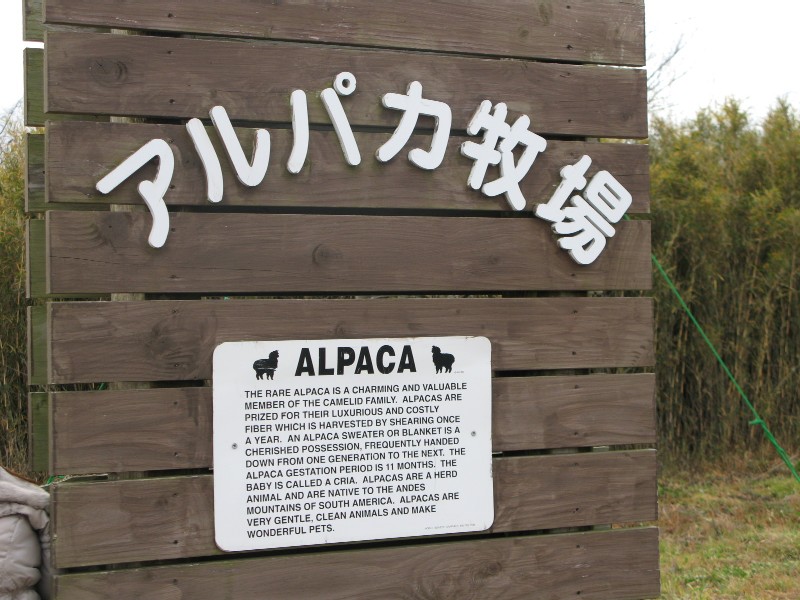 アルパカ牧場
ALPACA
THE RARE ALPACA IS A CHARMING AND VALUABLE
MEMBER OF THE CAMELID FAMILY. ALPACAS ARE
PRIZED FOR THEIR LUXURIOUS AND COSTLY
FIBER WHICH IS HARVESTED BY SHEARING ONCE
A YEAR. AN ALPACA SWEATER OR BLANKET IS A
CHERISHED POSSESSION, FREQUENTLY HANDED
DOWN FROM ONE GENERATION TO THE NEXT. THE
ALPACA GESTATION PERIOD IS 11 MONTHS. THE
BABY IS CALLED A CRIA. ALPACAS ARE A HERD
ANIMAL AND ARE NATIVE TO THE ANDES
MOUNTAINS OF SOUTH AMERICA. ALPACAS ARE
VERY GENTLE, CLEAN ANIMALS AND MAKE
WONDERFUL PETS.